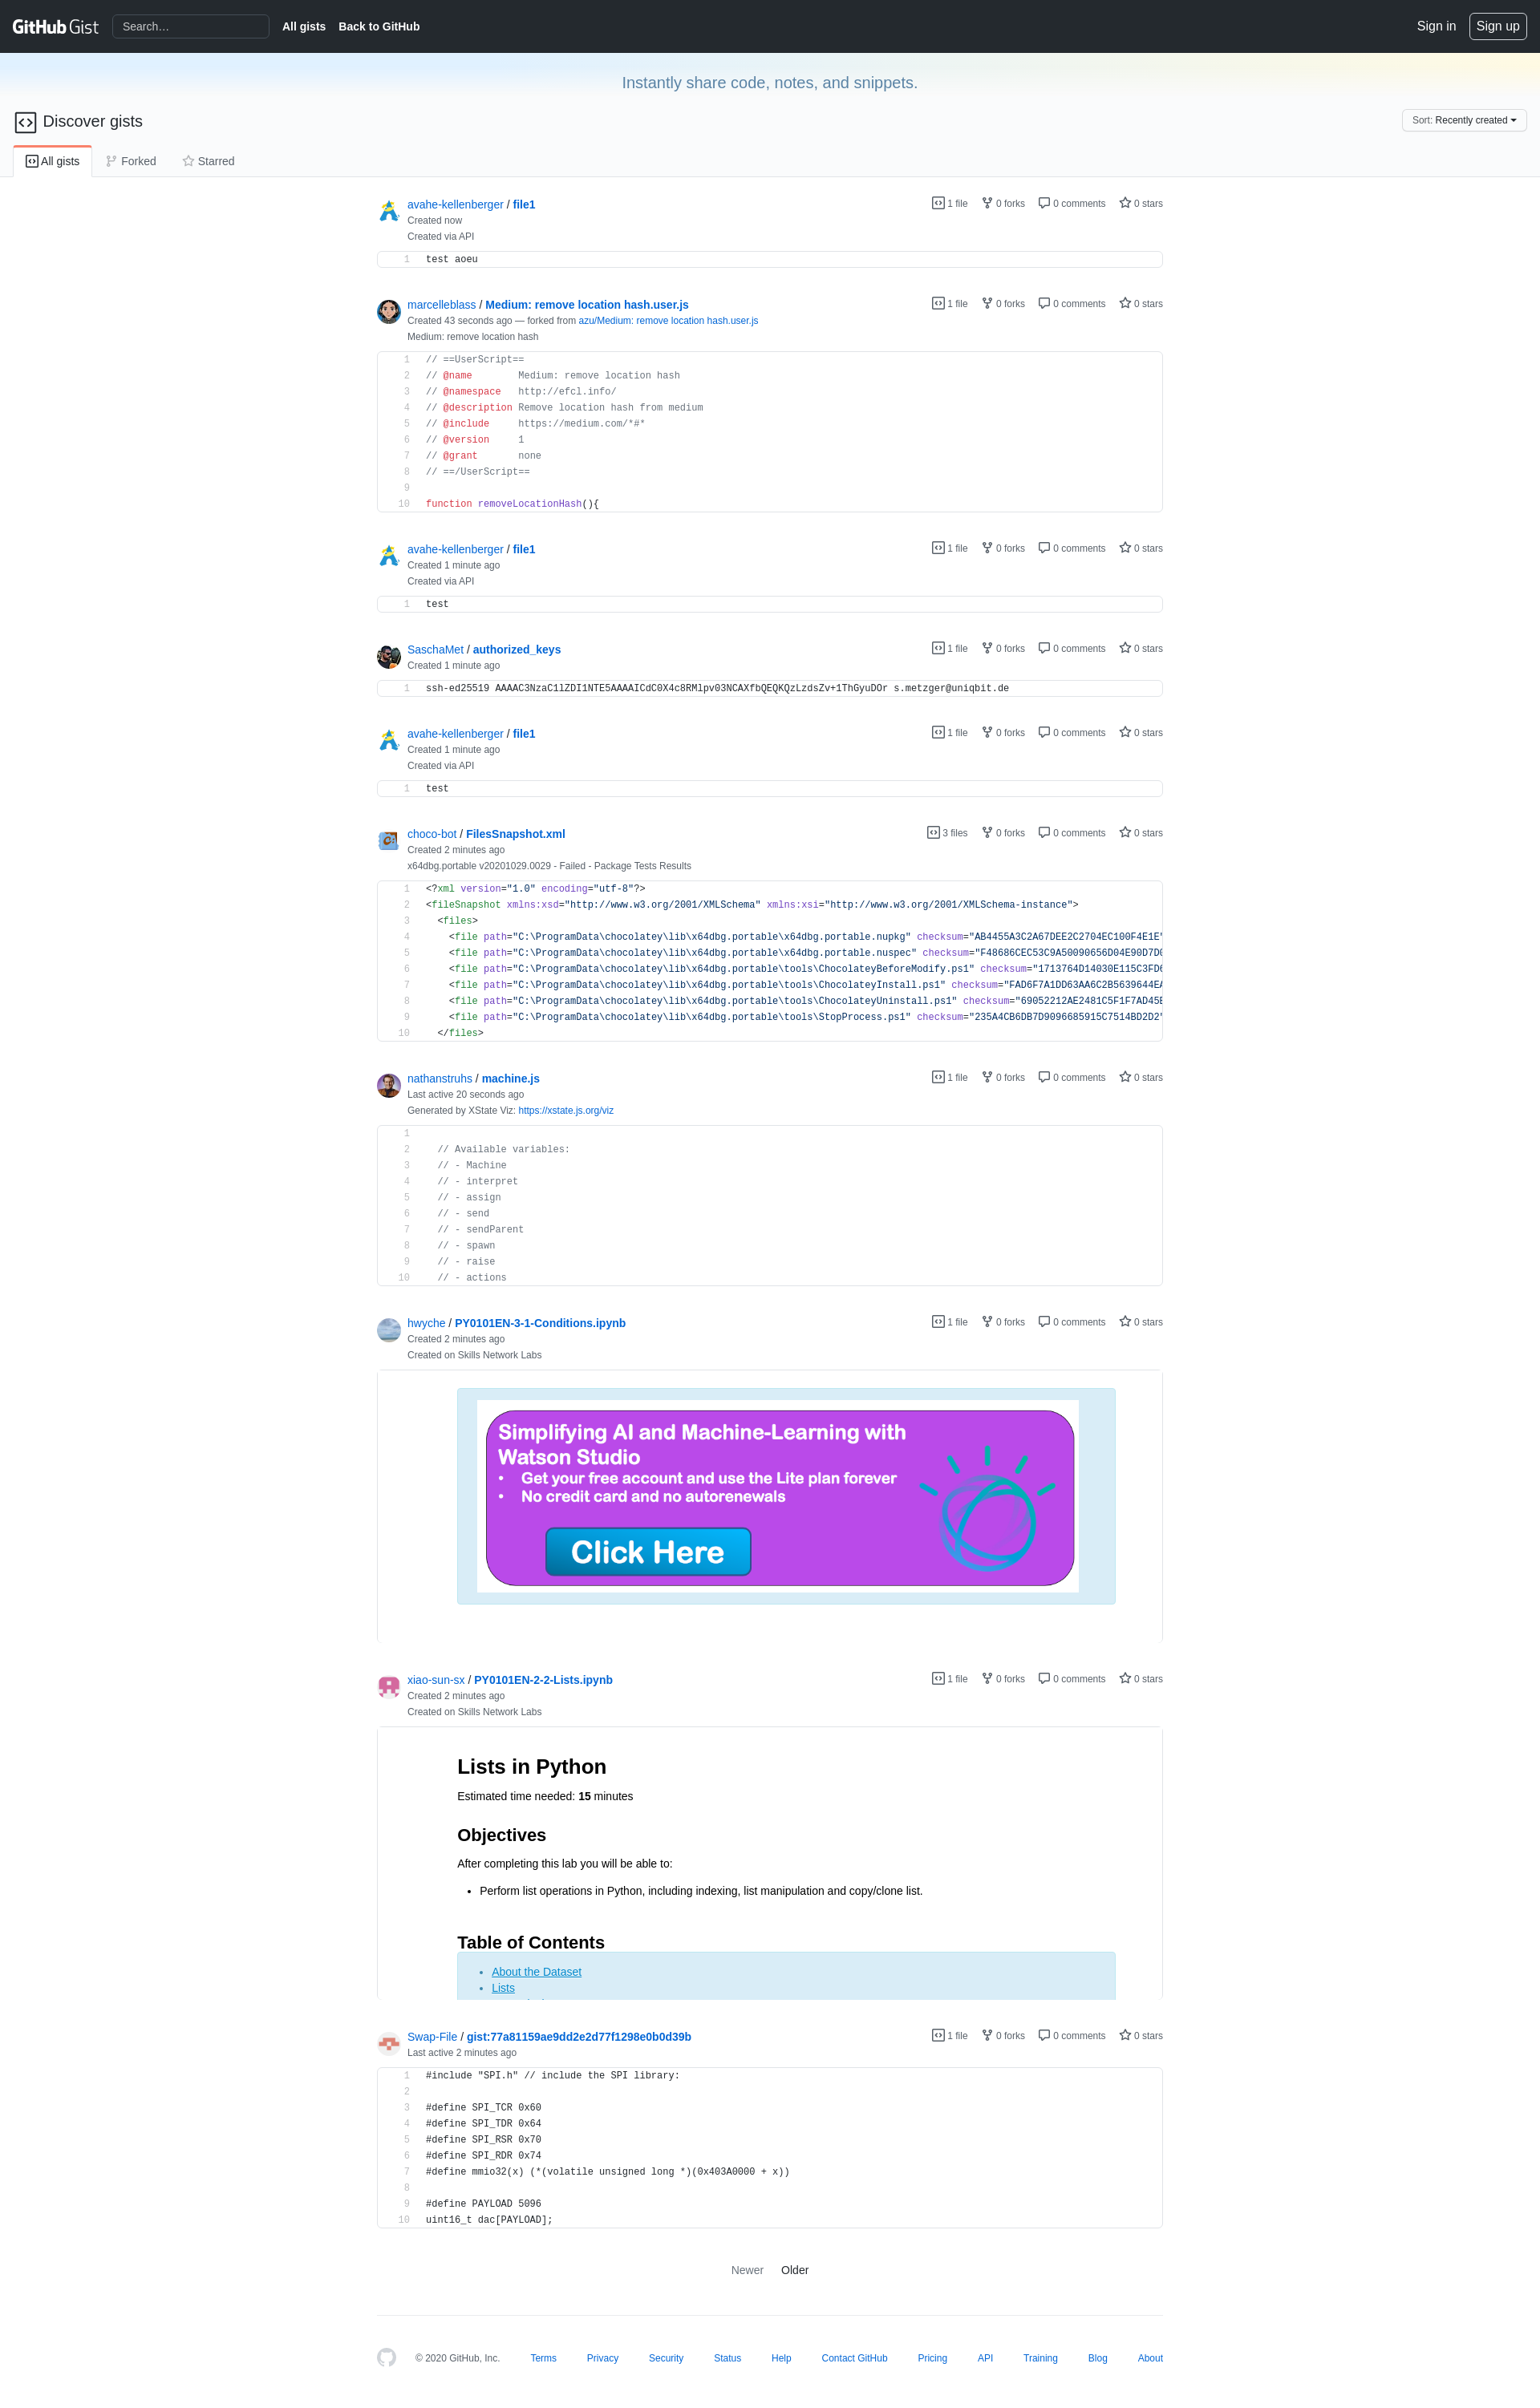 GitHub Gist Search… All gists Back to GitHub Sign in Sign up
Instantly share code, notes, and snippets.
Discover gists Sort: Recently created
All gists Forked Starred
avahe-kellenberger / file1 1 file 0 forks 0 comments 0 stars
Created now
Created via API
1 test aoeu
marcelleblass / Medium: remove location hash.user.js 1 file 0 forks 0 comments 0 stars
Created 43 seconds ago — forked from azu/Medium: remove location hash.user.js
Medium: remove location hash
1 // ==UserScript==
2 // @name        Medium: remove location hash
3 // @namespace   http://efcl.info/
4 // @description Remove location hash from medium
5 // @include     https://medium.com/*#*
6 // @version     1
7 // @grant       none
8 // ==/UserScript==
9
10 function removeLocationHash(){
avahe-kellenberger / file1 1 file 0 forks 0 comments 0 stars
Created 1 minute ago
Created via API
1 test
SaschaMet / authorized_keys 1 file 0 forks 0 comments 0 stars
Created 1 minute ago
1 ssh-ed25519 AAAAC3NzaC1lZDI1NTE5AAAAICdC0X4c8RMlpv03NCAXfbQEQKQzLzdsZv+1ThGyuDOr s.metzger@uniqbit.de
avahe-kellenberger / file1 1 file 0 forks 0 comments 0 stars
Created 1 minute ago
Created via API
1 test
choco-bot / FilesSnapshot.xml 3 files 0 forks 0 comments 0 stars
Created 2 minutes ago
x64dbg.portable v20201029.0029 - Failed - Package Tests Results
1 <?xml version="1.0" encoding="utf-8"?>
2 <fileSnapshot xmlns:xsd="http://www.w3.org/2001/XMLSchema" xmlns:xsi="http://www.w3.org/2001/XMLSchema-instance">
3   <files>
4     <file path="C:\ProgramData\chocolatey\lib\x64dbg.portable\x64dbg.portable.nupkg" checksum="AB4455A3C2A67DEE2C2704EC100F4E1E"
5     <file path="C:\ProgramData\chocolatey\lib\x64dbg.portable\x64dbg.portable.nuspec" checksum="F48686CEC53C9A50090656D04E90D7D0
6     <file path="C:\ProgramData\chocolatey\lib\x64dbg.portable\tools\ChocolateyBeforeModify.ps1" checksum="1713764D14030E115C3FD6
7     <file path="C:\ProgramData\chocolatey\lib\x64dbg.portable\tools\ChocolateyInstall.ps1" checksum="FAD6F7A1DD63AA6C2B5639644EA
8     <file path="C:\ProgramData\chocolatey\lib\x64dbg.portable\tools\ChocolateyUninstall.ps1" checksum="69052212AE2481C5F1F7AD45E
9     <file path="C:\ProgramData\chocolatey\lib\x64dbg.portable\tools\StopProcess.ps1" checksum="235A4CB6DB7D9096685915C7514BD2D2"
10   </files>
nathanstruhs / machine.js 1 file 0 forks 0 comments 0 stars
Last active 20 seconds ago
Generated by XState Viz: https://xstate.js.org/viz
1
2   // Available variables:
3   // - Machine
4   // - interpret
5   // - assign
6   // - send
7   // - sendParent
8   // - spawn
9   // - raise
10   // - actions
hwyche / PY0101EN-3-1-Conditions.ipynb 1 file 0 forks 0 comments 0 stars
Created 2 minutes ago
Created on Skills Network Labs
Simplifying AI and Machine-Learning with
Watson Studio
• Get your free account and use the Lite plan forever
• No credit card and no autorenewals
Click Here
xiao-sun-sx / PY0101EN-2-2-Lists.ipynb 1 file 0 forks 0 comments 0 stars
Created 2 minutes ago
Created on Skills Network Labs
Lists in Python
Estimated time needed: 15 minutes
Objectives
After completing this lab you will be able to:
• Perform list operations in Python, including indexing, list manipulation and copy/clone list.
Table of Contents
• About the Dataset
• Lists
Swap-File / gist:77a81159ae9dd2e2d77f1298e0b0d39b 1 file 0 forks 0 comments 0 stars
Last active 2 minutes ago
1 #include "SPI.h" // include the SPI library:
2
3 #define SPI_TCR 0x60
4 #define SPI_TDR 0x64
5 #define SPI_RSR 0x70
6 #define SPI_RDR 0x74
7 #define mmio32(x) (*(volatile unsigned long *)(0x403A0000 + x))
8
9 #define PAYLOAD 5096
10 uint16_t dac[PAYLOAD];
Newer Older
© 2020 GitHub, Inc. Terms Privacy Security Status Help Contact GitHub Pricing API Training Blog About